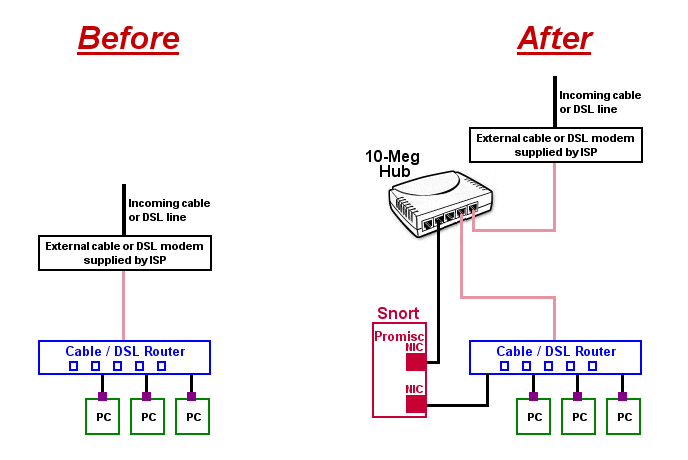 Before
After
Incoming cable
or DSL line
External cable or DSL modem
supplied by ISP
10-Meg
Hub
Incoming cable
or DSL line
External cable or DSL modem
supplied by ISP
Snort
Promisc
NIC
NIC
Cable / DSL Router
Cable / DSL Router
PC
PC
PC
PC
PC
PC